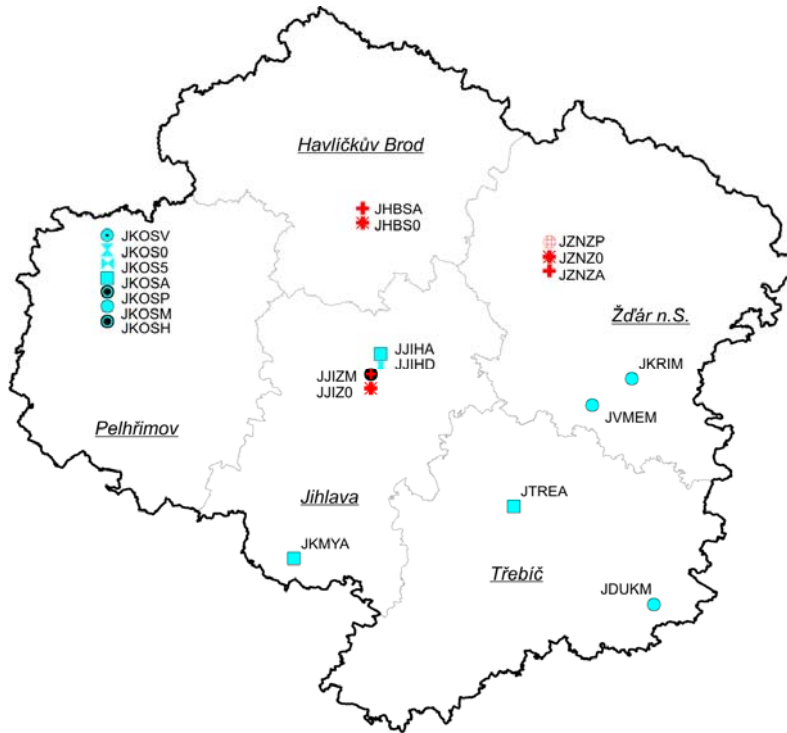 Havlíčkův Brod
JHBSA
JHBS0
JKOSV
JKOS0
JKOS5
JKOSA
JKOSP
JKOSM
JKOSH
JZNZP
JZNZ0
JZNZA
Žďár n.S.
JJIHA
JJIHD
JJIZM
JJIZ0
JKRIM
JVMEM
Pelhřimov
Jihlava
JTREA
JKMYA
Třebíč
JDUKM